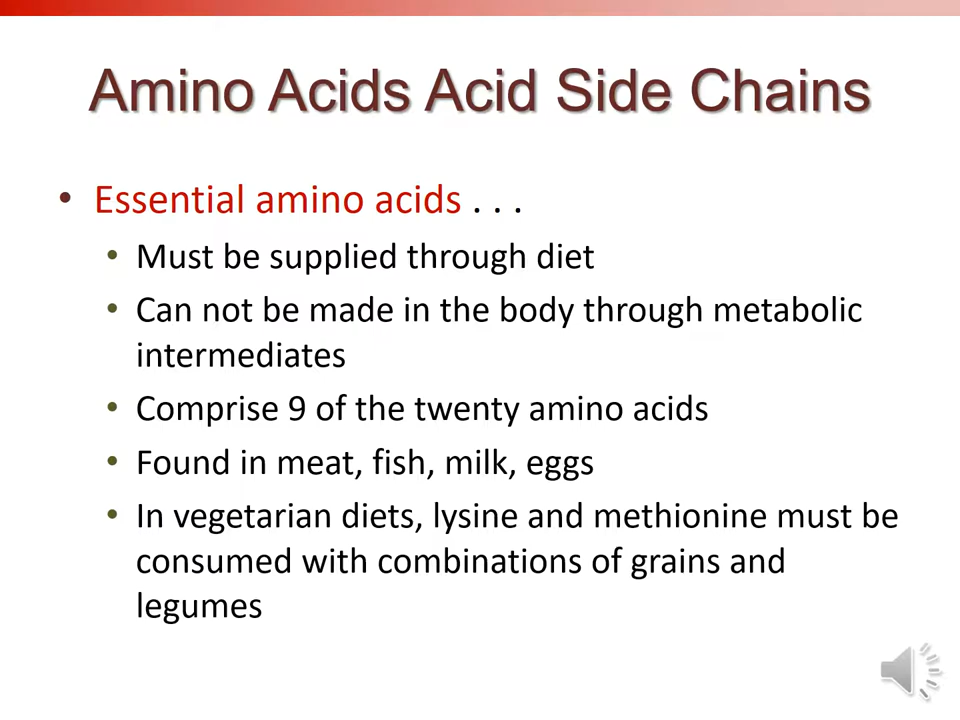 Amino Acids Acid Side Chains
• Essential amino acids . . .
• Must be supplied through diet
• Can not be made in the body through metabolic
intermediates
• Comprise 9 of the twenty amino acids
• Found in meat, fish, milk, eggs
• In vegetarian diets, lysine and methionine must be
consumed with combinations of grains and
legumes